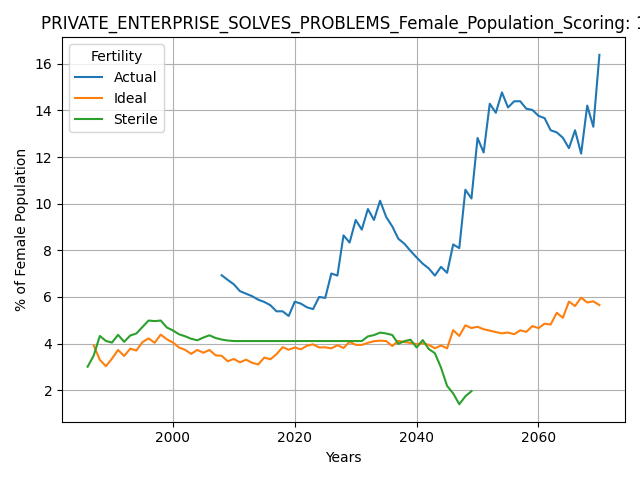 PRIVATE_ENTERPRISE_SOLVES_PROBLEMS_Female_Population_Scoring: 1
Fertility
Actual
Ideal
Sterile
% of Female Population
16
14
12
10
8
6
4
2
2000 2020 2040 2060
Years